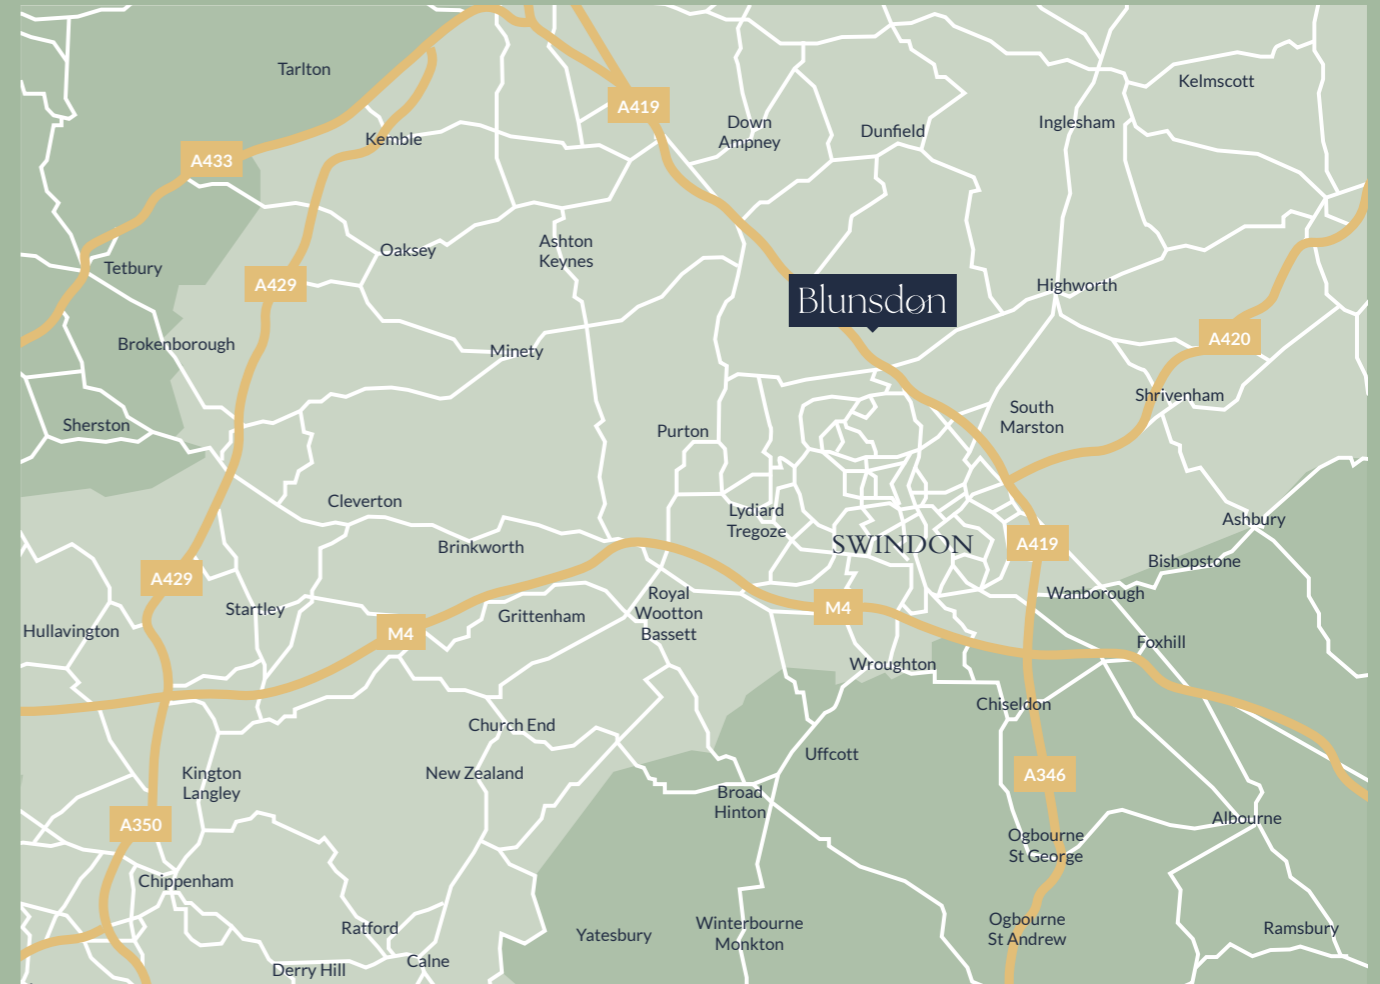 Tarlton
Kelmscott
A419
Down
Ampney
Dunfield
Inglesham
Kemble
A433
Oaksey
Ashton
Keynes
Tetbury
A429
Blunsdon
Highworth
A420
Brokenborough
Minety
Shrivenham
Sherston
South
Marston
Purton
Cleverton
Lydiard
Tregoze
Ashbury
Brinkworth
SWINDON
A419
Bishopstone
A429
Wanborough
Startley
Grittenham
Royal
Wootton
Bassett
M4
Hullavington
M4
Foxhill
Wroughton
Chiseldon
Church End
Uffcott
Kington
Langley
New Zealand
A346
Broad
Hinton
Albourne
A350
Ogbourne
St George
Chippenham
Ratford
Yatesbury
Winterbourne
Monkton
Ogbourne
St Andrew
Ramsbury
Derry Hill
Calne